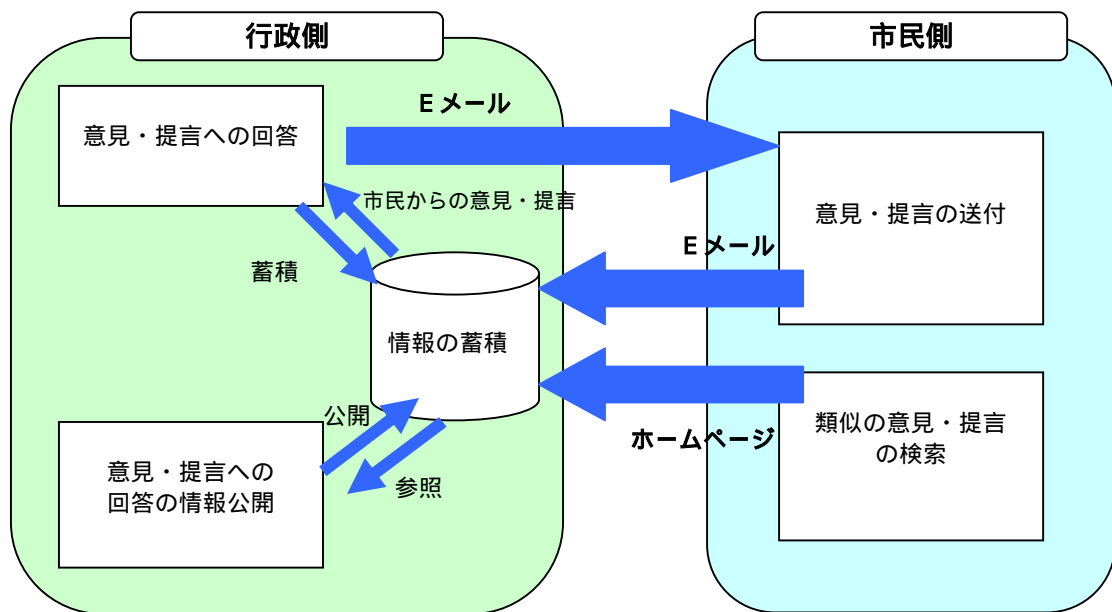 行政側
市民側
Eメール
意見・提言への回答
市民からの意見・提言
意見・提言の送付
Eメール
蓄積
情報の蓄積
公開
類似の意見・提言
の検索
ホームページ
意見・提言への
回答の情報公開
参照